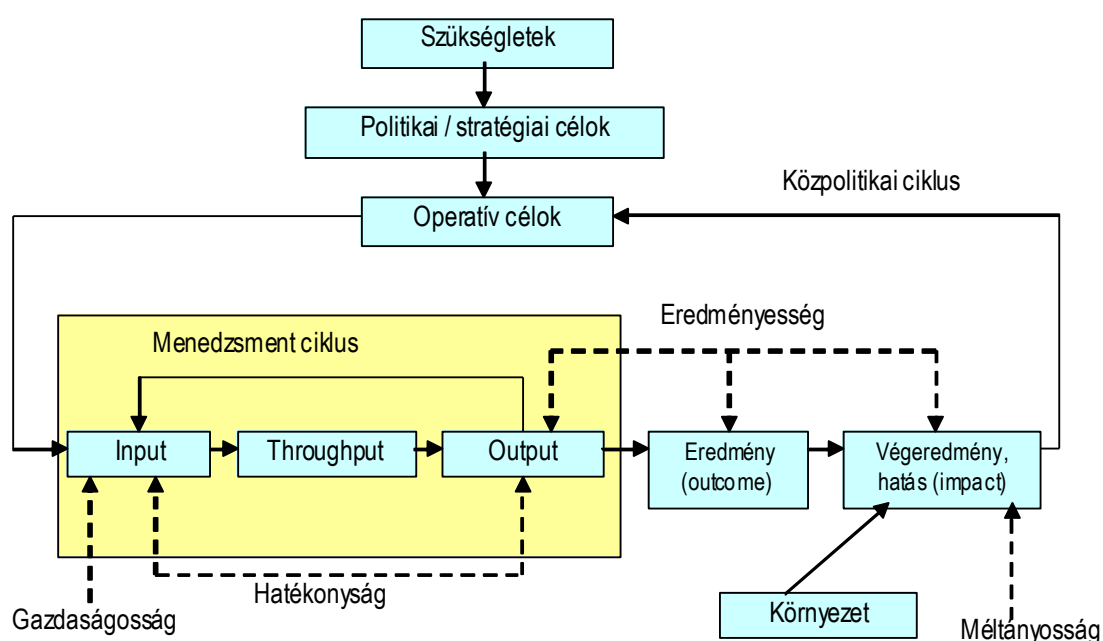 Szükségletek
Politikai / stratégiai célok
Közpolitikai ciklus
Operatív célok
Eredményesség
Menedzsment ciklus
Input
Throughput
Output
Eredmény
(outcome)
Végeredmény,
hatás (impact)
Hatékonyság
Gazdaságosság
Környezet
Méltányosság